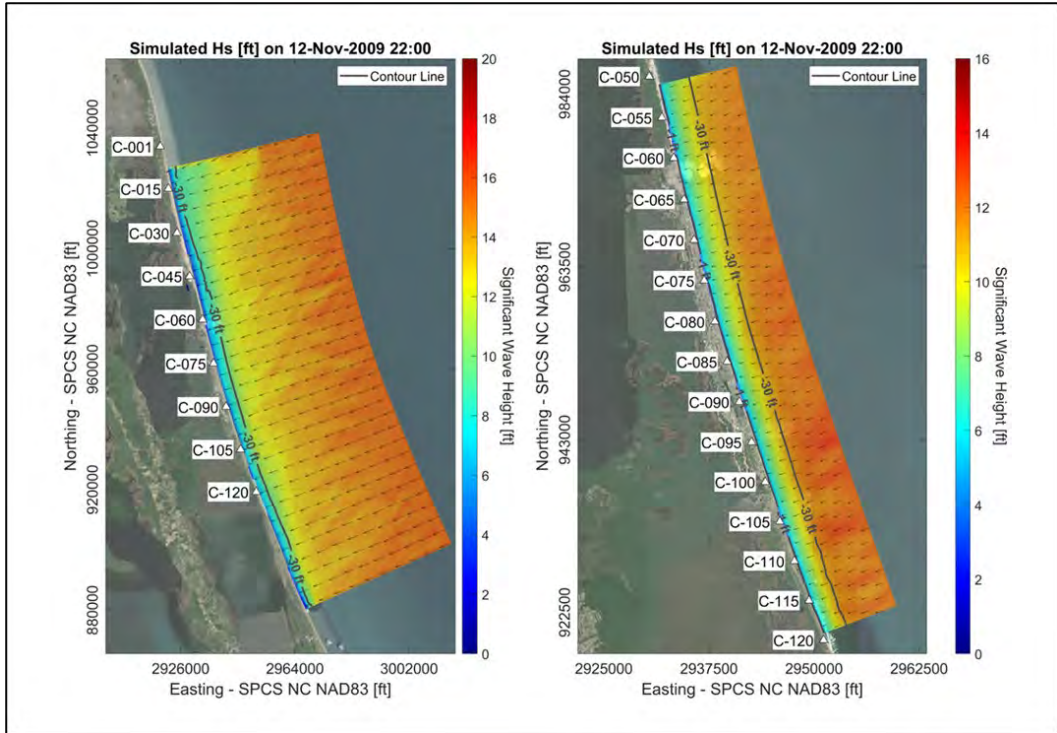 Simulated Hs [ft] on 12-Nov-2009 22:00
Contour Line
C-001
C-015
C-030
C-045
C-060
C-075
C-090
C-105
C-120
-30 ft
-30 ft
-30 ft
-30 ft
-30 ft
1040000
1000000
960000
920000
880000
Northing - SPCS NC NAD83 [ft]
2926000
2964000
3002000
Easting - SPCS NC NAD83 [ft]
20
18
16
14
12
10
8
6
4
2
0
Significant Wave Height [ft]
Simulated Hs [ft] on 12-Nov-2009 22:00
Contour Line
C-050
C-055
C-060
C-065
C-070
C-075
C-080
C-085
C-090
C-095
C-100
C-105
C-110
C-115
C-120
-30 ft
-30 ft
-30 ft
-30 ft
984000
963500
943000
922500
Northing - SPCS NC NAD83 [ft]
2925000
2937500
2950000
2962500
Easting - SPCS NC NAD83 [ft]
16
14
12
10
8
6
4
2
0
Significant Wave Height [ft]